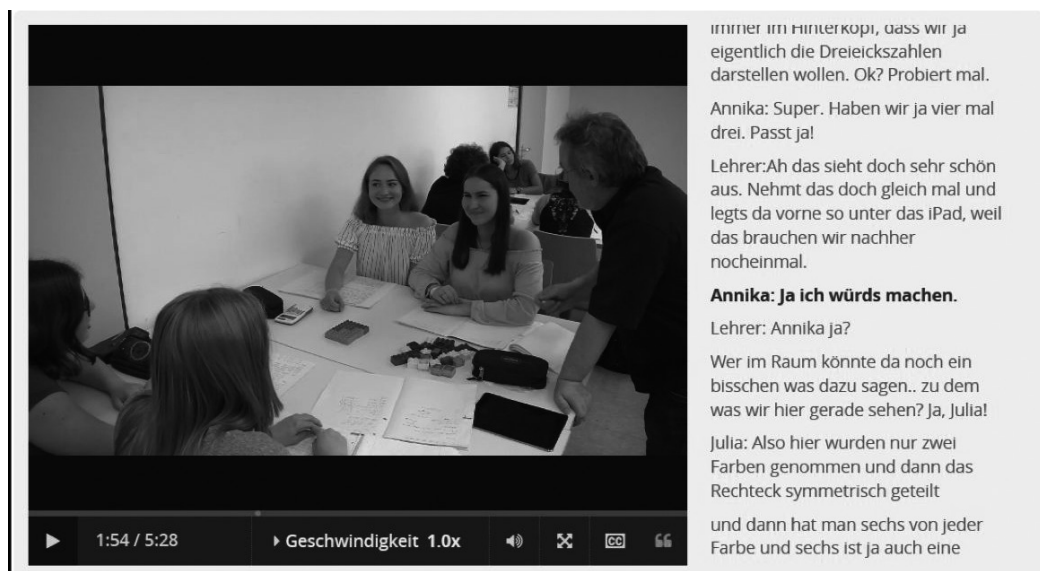 immer im Hinterkopf, dass wir ja
eigentlich die Dreieickszahlen
darstellen wollen. Ok? Probiert mal.
Annika: Super. Haben wir ja vier mal
drei. Passt ja!
Lehrer:Ah das sieht doch sehr schön
aus. Nehmt das doch gleich mal und
legts da vorne so unter das iPad, weil
das brauchen wir nachher
nocheinmal.
Annika: Ja ich würds machen.
Lehrer: Annika ja?
Wer im Raum könnte da noch ein
bisschen was dazu sagen.. zu dem
was wir hier gerade sehen? Ja, Julia!
Julia: Also hier wurden nur zwei
Farben genommen und dann das
Rechteck symmetrisch geteilt
und dann hat man sechs von jeder
Farbe und sechs ist ja auch eine
1:54 / 5:28
Geschwindigkeit 1.0x
CC